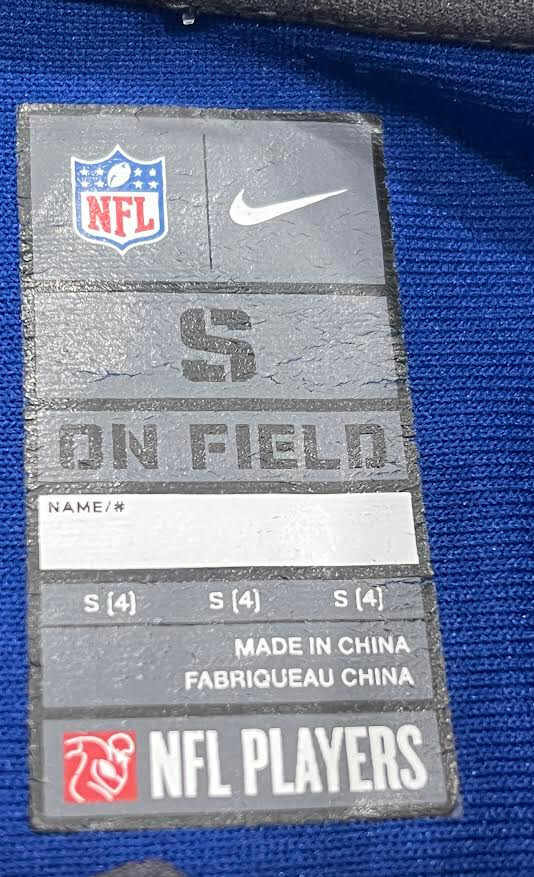 NFL
S
ON FIELD
NAME/#
S [4] S [4] S [4]
MADE IN CHINA
FABRIQUEAU CHINA
NFL PLAYERS